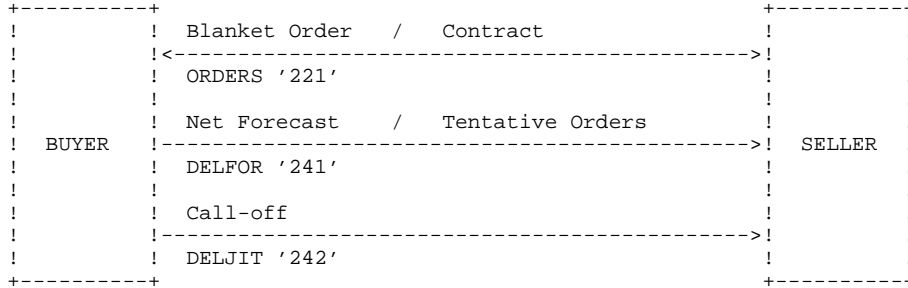 Blanket Order / Contract
ORDERS '221'
Net Forecast / Tentative Orders
BUYER SELLER
DELFOR '241'
Call-off
DELJIT '242'